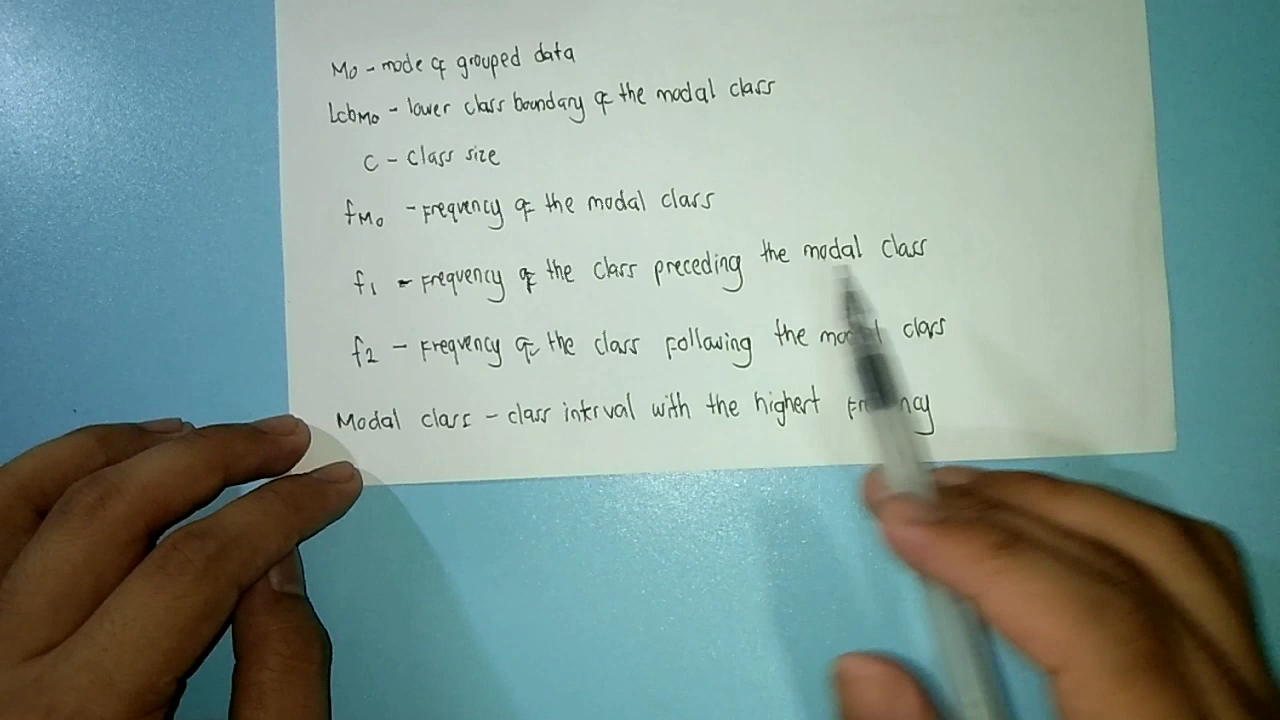 Mo - mode of grouped data
LcbMo - lower class boundary of the modal class
C - class size
fMo - Frequency of the modal class
f1 - Frequency of the class preceding the modal class
f2 - Frequency of the class following the modal class
Modal class - class interval with the highest